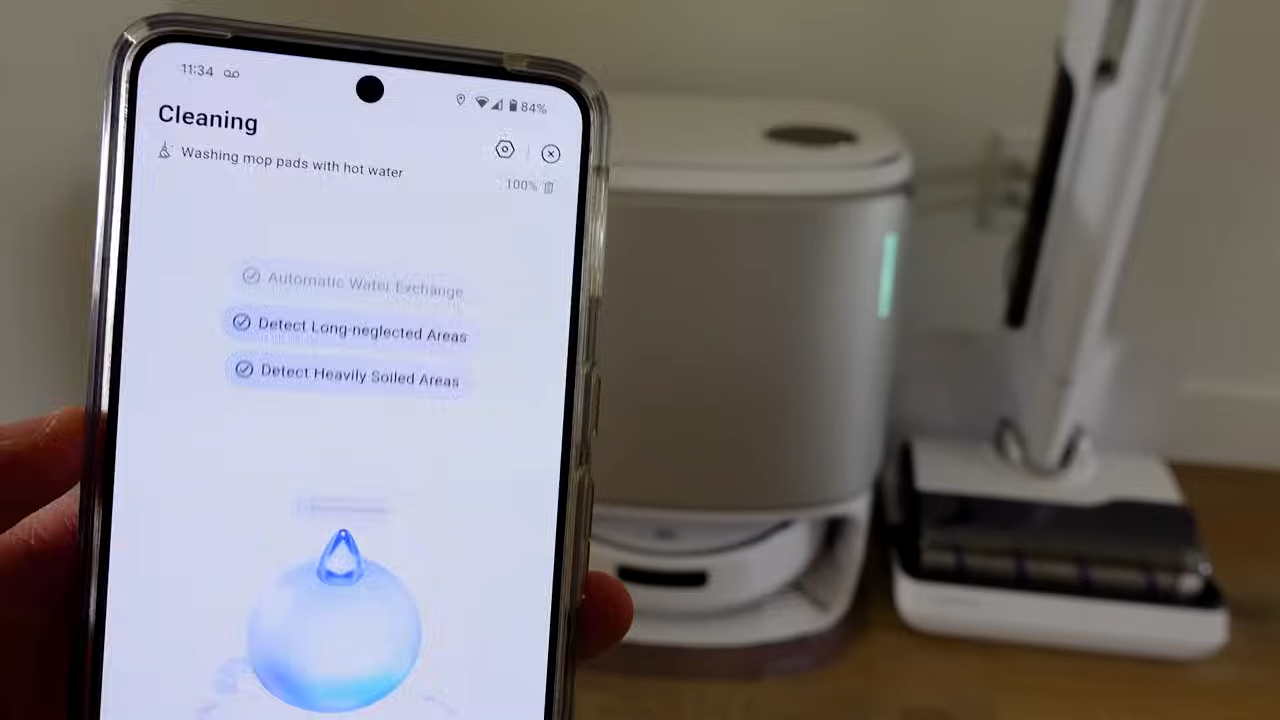 11:34
84%
Cleaning
Washing mop pads with hot water
100%
Automatic Water Exchange
Detect Long-neglected Areas
Detect Heavily Soiled Areas